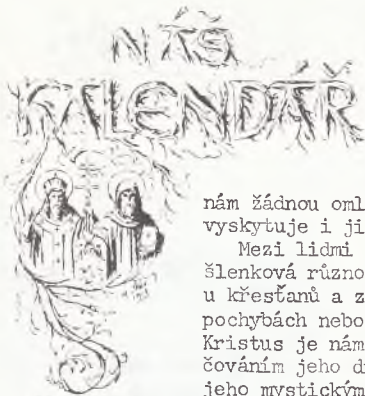 NÁŠ
KALENDÁŘ
nám žádnou oml
vyskytuje i ji
Mezi lidmi
šlenková různo
u křesťanů a z
pochybách nebo
Kristus je nám
čováním jeho d
jeho mystickým